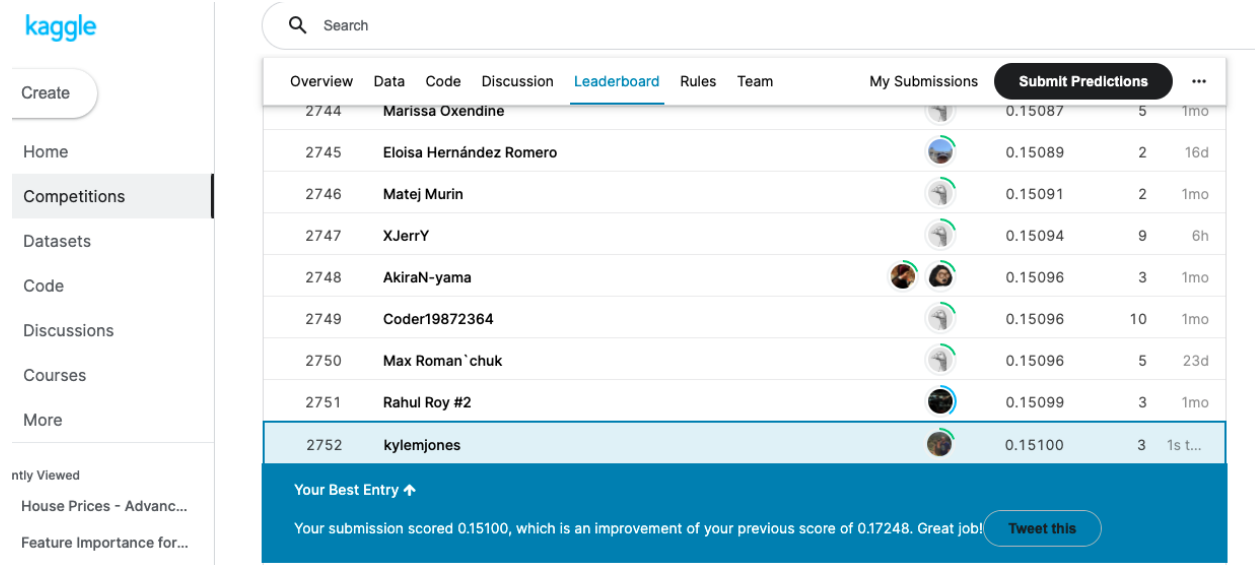 kaggle
Search
Create
Overview Data Code Discussion Leaderboard Rules Team My Submissions Submit Predictions ...
Home
Competitions
Datasets
Code
Discussions
Courses
More
ntly Viewed
House Prices - Advanc...
Feature Importance for...
2744 Marissa Oxendine 0.15087 5 1mo
2745 Eloisa Hernández Romero 0.15089 2 16d
2746 Matej Murin 0.15091 2 1mo
2747 XJerrY 0.15094 9 6h
2748 AkiraN-yama 0.15096 3 1mo
2749 Coder19872364 0.15096 10 1mo
2750 Max Roman`chuk 0.15096 5 23d
2751 Rahul Roy #2 0.15099 3 1mo
2752 kylemjones 0.15100 3 1s t...
Your Best Entry ↑
Your submission scored 0.15100, which is an improvement of your previous score of 0.17248. Great job! Tweet this